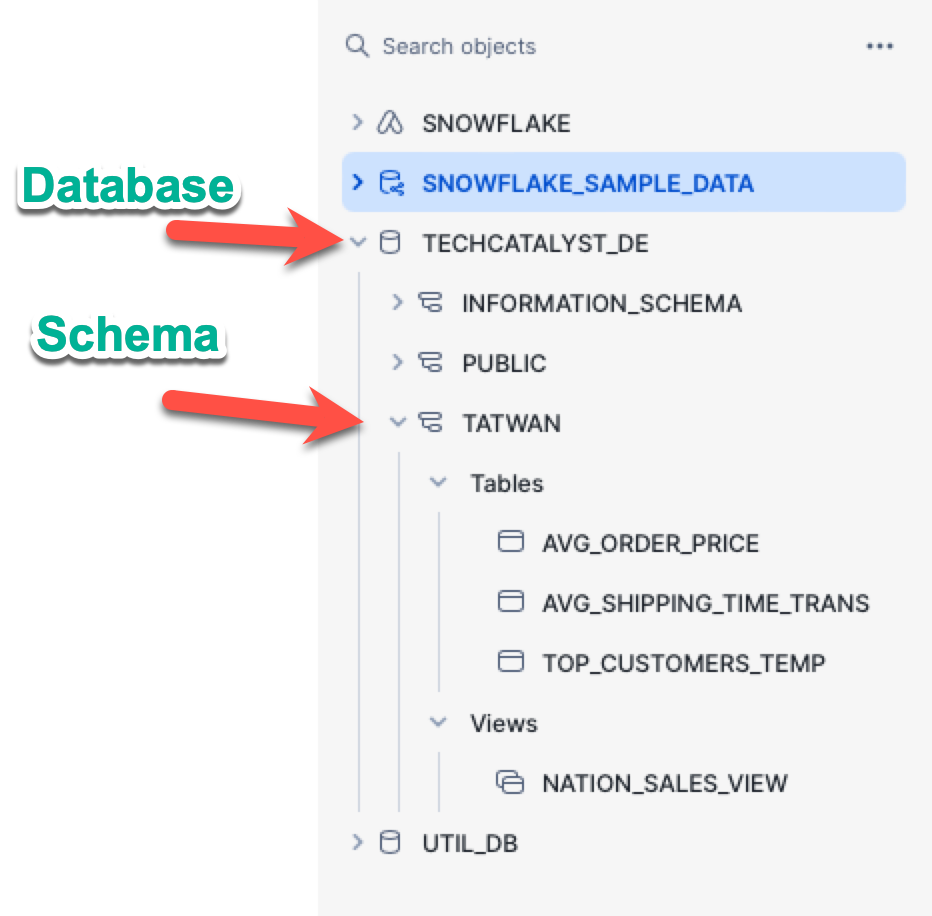 Search objects
SNOWFLAKE
Database
SNOWFLAKE_SAMPLE_DATA
TECHCATALYST_DE
INFORMATION_SCHEMA
Schema
PUBLIC
TATWAN
Tables
AVG_ORDER_PRICE
AVG_SHIPPING_TIME_TRANS
TOP_CUSTOMERS_TEMP
Views
NATION_SALES_VIEW
UTIL_DB